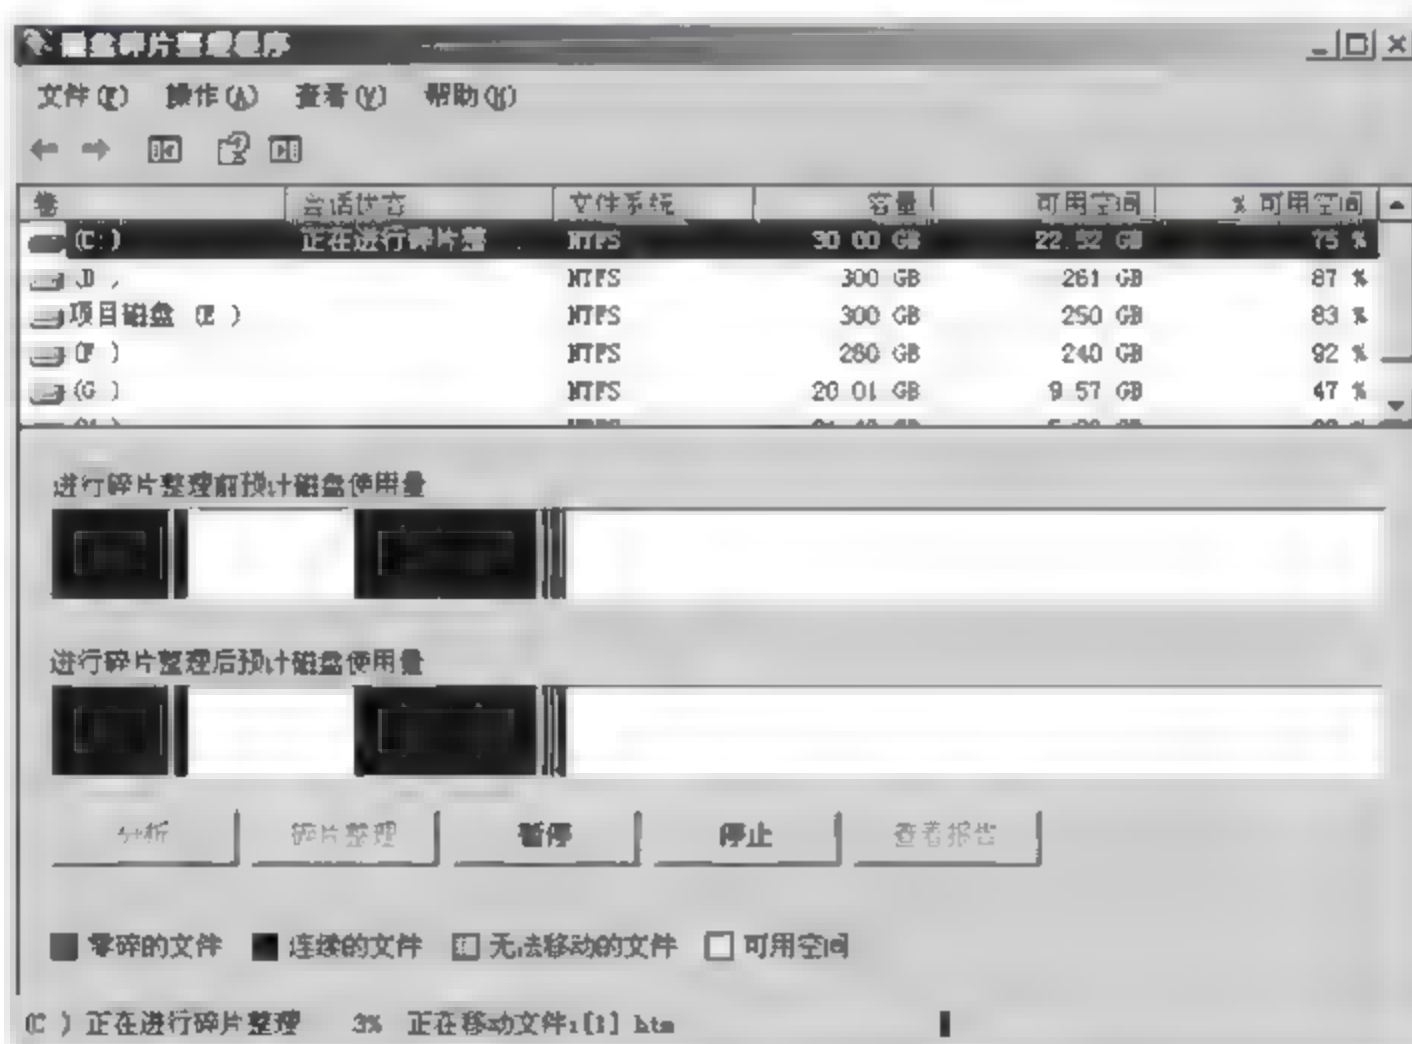 磁盘碎片整理程序
文件(F) 操作(A) 查看(V) 帮助(H)
卷 会话状态 文件系统 容量 可用空间 % 可用空间
(C:) 正在进行碎片整 NTFS 30.00 GB 22.52 GB 75 %
D NTFS 300 GB 261 GB 87 %
项目磁盘 (E ) NTFS 300 GB 250 GB 83 %
(F ) NTFS 260 GB 240 GB 92 %
(G ) NTFS 20.01 GB 9.57 GB 47 %
进行碎片整理前预计磁盘使用量
进行碎片整理后预计磁盘使用量
分析 碎片整理 暂停 停止 查看报告
零碎的文件 连续的文件 无法移动的文件 可用空间
(C ) 正在进行碎片整理 3% 正在移动文件:[1] htm